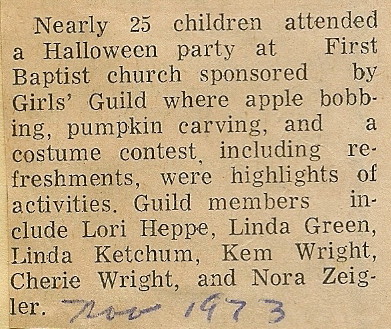 Nearly 25 children attended
a Halloween party at First
Baptist church sponsored by
Girls' Guild where apple bobb-
ing, pumpkin carving, and a
costume contest, including re-
freshments, were highlights of
activities. Guild members in-
clude Lori Heppe, Linda Green,
Linda Ketchum, Kem Wright,
Cherie Wright, and Nora Zeig-
ler. Nov 1973